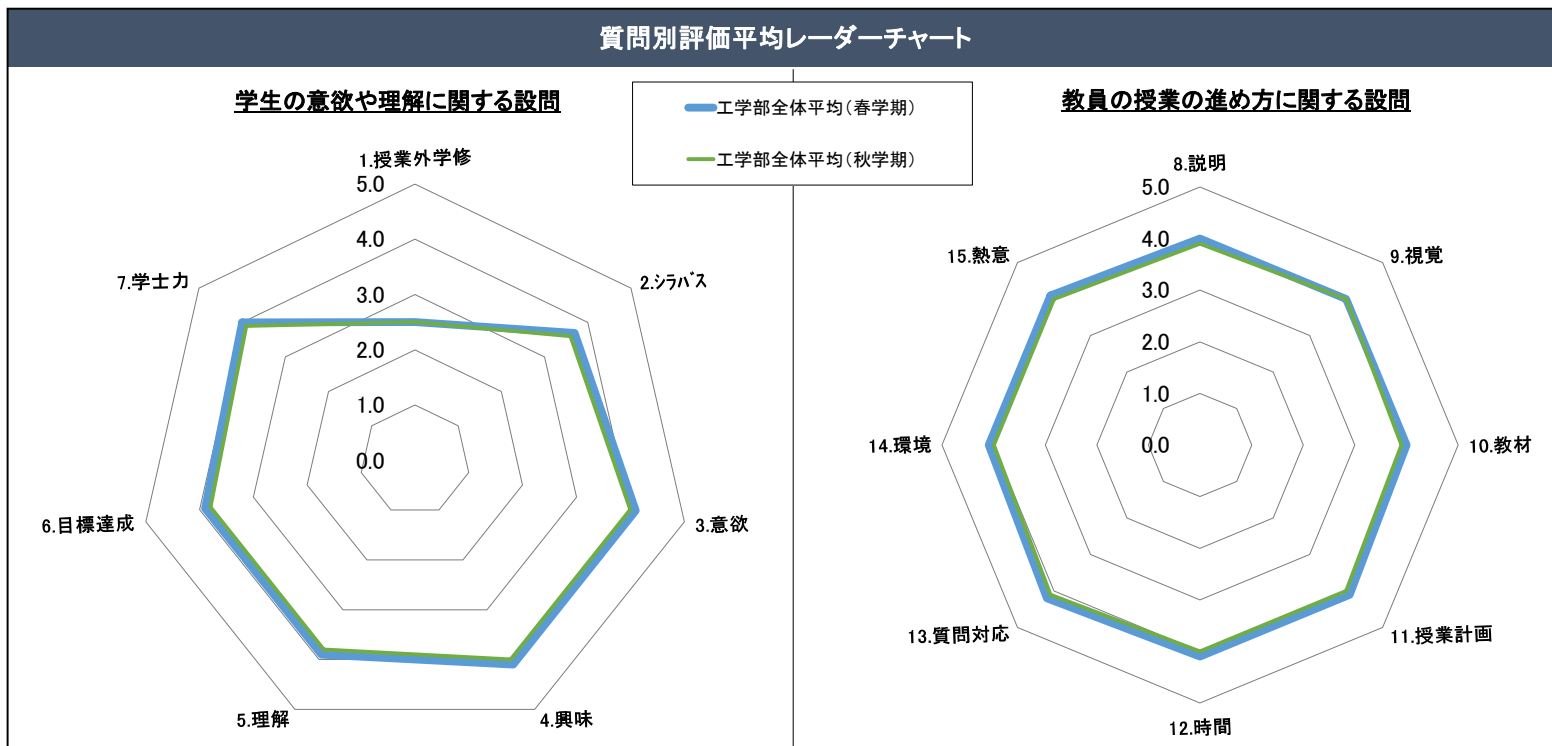 質問別評価平均レーダーチャート
学生の意欲や理解に関する設問
工学部全体平均(春学期)
工学部全体平均(秋学期)
教員の授業の進め方に関する設問
1.授業外学修
2.シラバス
3.意欲
4.興味
5.理解
6.目標達成
7.学士力
5.0
4.0
3.0
2.0
1.0
0.0
8.説明
9.視覚
10.教材
11.授業計画
12.時間
13.質問対応
14.環境
15.熱意
5.0
4.0
3.0
2.0
1.0
0.0